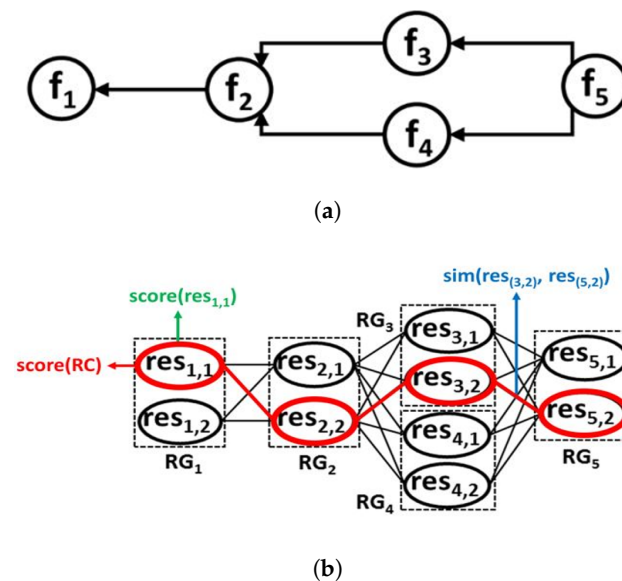 f1
f2
f3
f4
f5
(a)
score(res1,1)
sim(res(3,2), res(5,2))
score(RC)
RG3
res1,1
res1,2
RG1
res2,1
res2,2
RG2
res3,1
res3,2
res4,1
res4,2
RG4
res5,1
res5,2
RG5
(b)